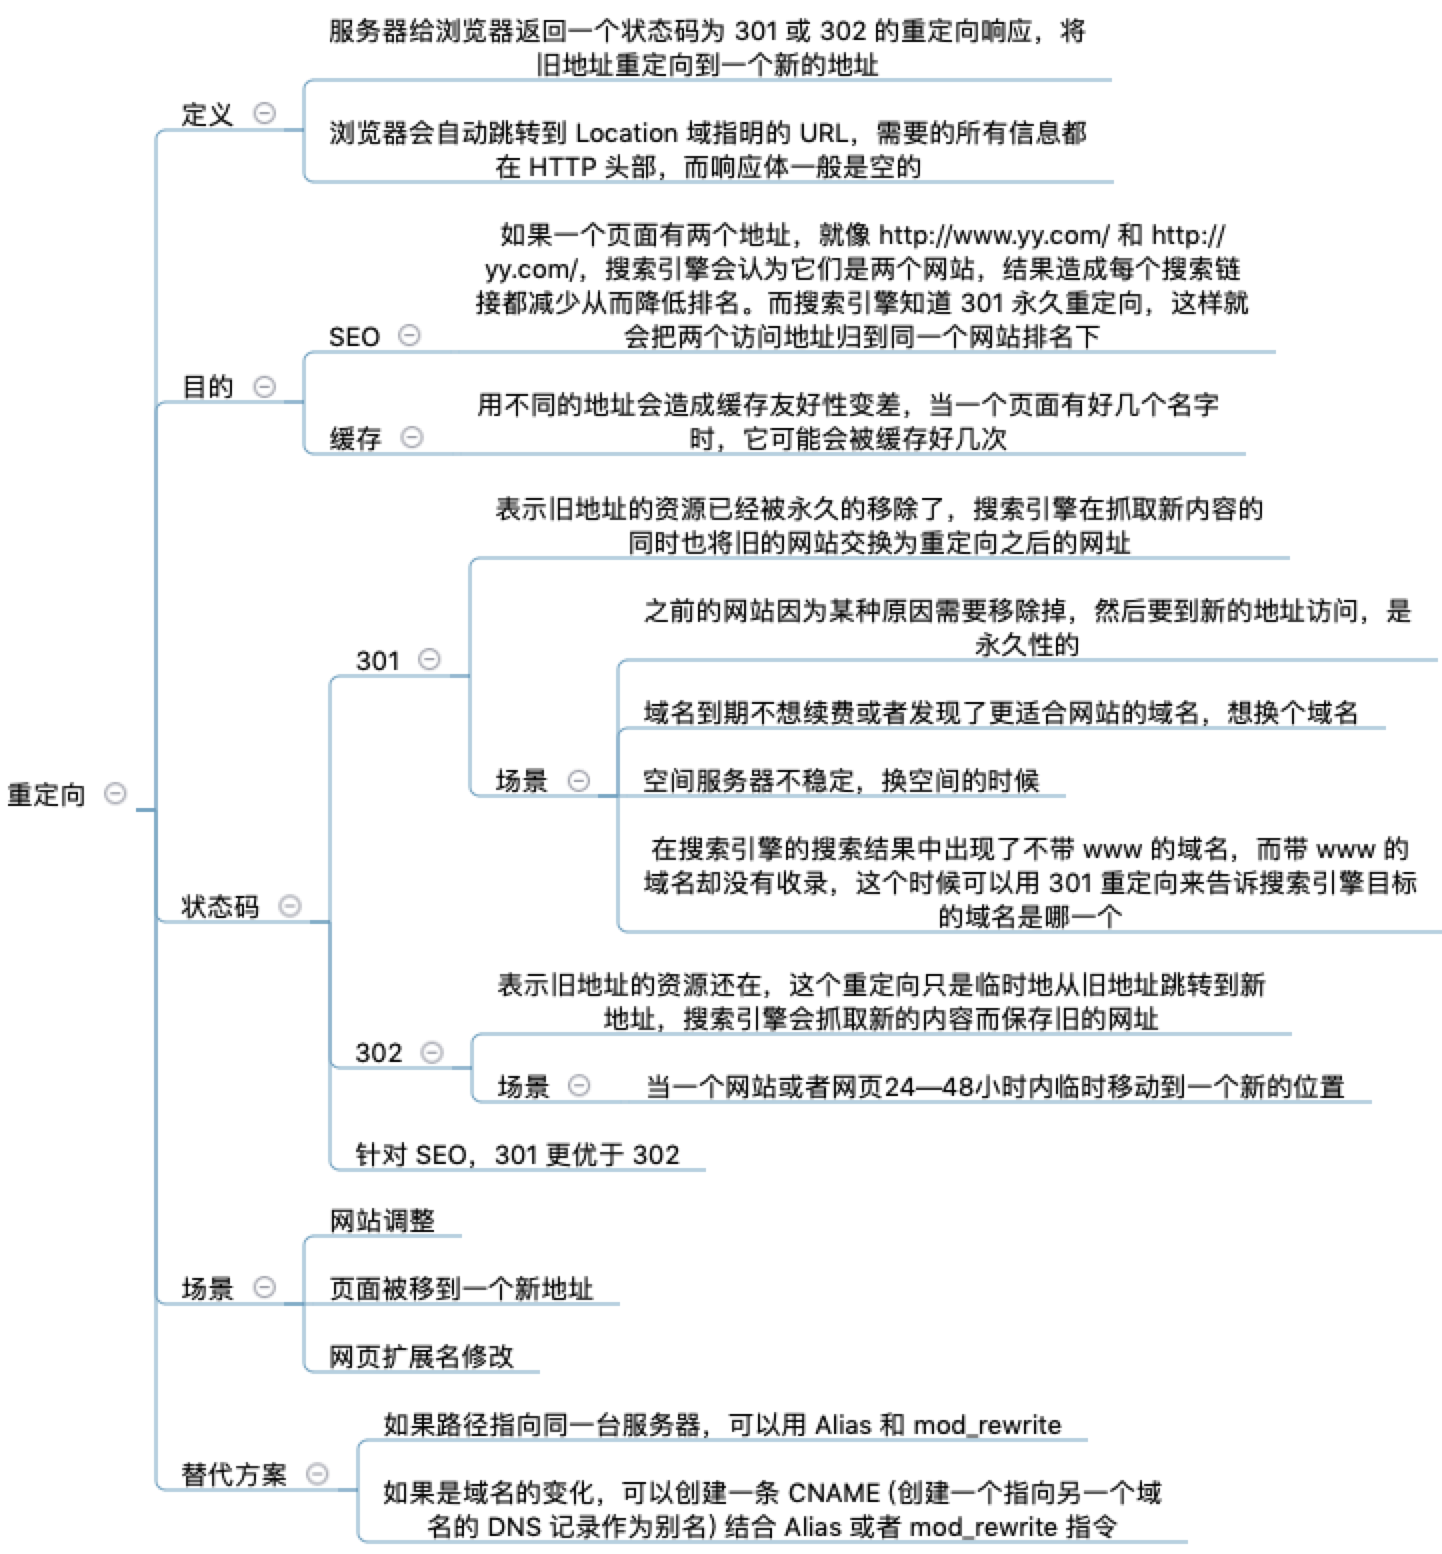 服务器给浏览器返回一个状态码为 301 或 302 的重定向响应，将
旧地址重定向到一个新的地址
定义
浏览器会自动跳转到 Location 域指明的 URL，需要的所有信息都
在 HTTP 头部，而响应体一般是空的
如果一个页面有两个地址，就像 http://www.yy.com/ 和 http://
yy.com/，搜索引擎会认为它们是两个网站，结果造成每个搜索链
接都减少从而降低排名。而搜索引擎知道 301 永久重定向，这样就
会把两个访问地址归到同一个网站排名下
SEO
目的
用不同的地址会造成缓存友好性变差，当一个页面有好几个名字
时，它可能会被缓存好几次
缓存
表示旧地址的资源已经被永久的移除了，搜索引擎在抓取新内容的
同时也将旧的网站交换为重定向之后的网址
301
之前的网站因为某种原因需要移除掉，然后要到新的地址访问，是
永久性的
域名到期不想续费或者发现了更适合网站的域名，想换个域名
场景
空间服务器不稳定，换空间的时候
在搜索引擎的搜索结果中出现了不带 www 的域名，而带 www 的
域名却没有收录，这个时候可以用 301 重定向来告诉搜索引擎目标
的域名是哪一个
重定向
状态码
表示旧地址的资源还在，这个重定向只是临时地从旧地址跳转到新
地址，搜索引擎会抓取新的内容而保存旧的网址
302
场景
当一个网站或者网页24—48小时内临时移动到一个新的位置
针对 SEO，301 更优于 302
网站调整
场景
页面被移到一个新地址
网页扩展名修改
如果路径指向同一台服务器，可以用 Alias 和 mod_rewrite
替代方案
如果是域名的变化，可以创建一条 CNAME (创建一个指向另一个域
名的 DNS 记录作为别名) 结合 Alias 或者 mod_rewrite 指令